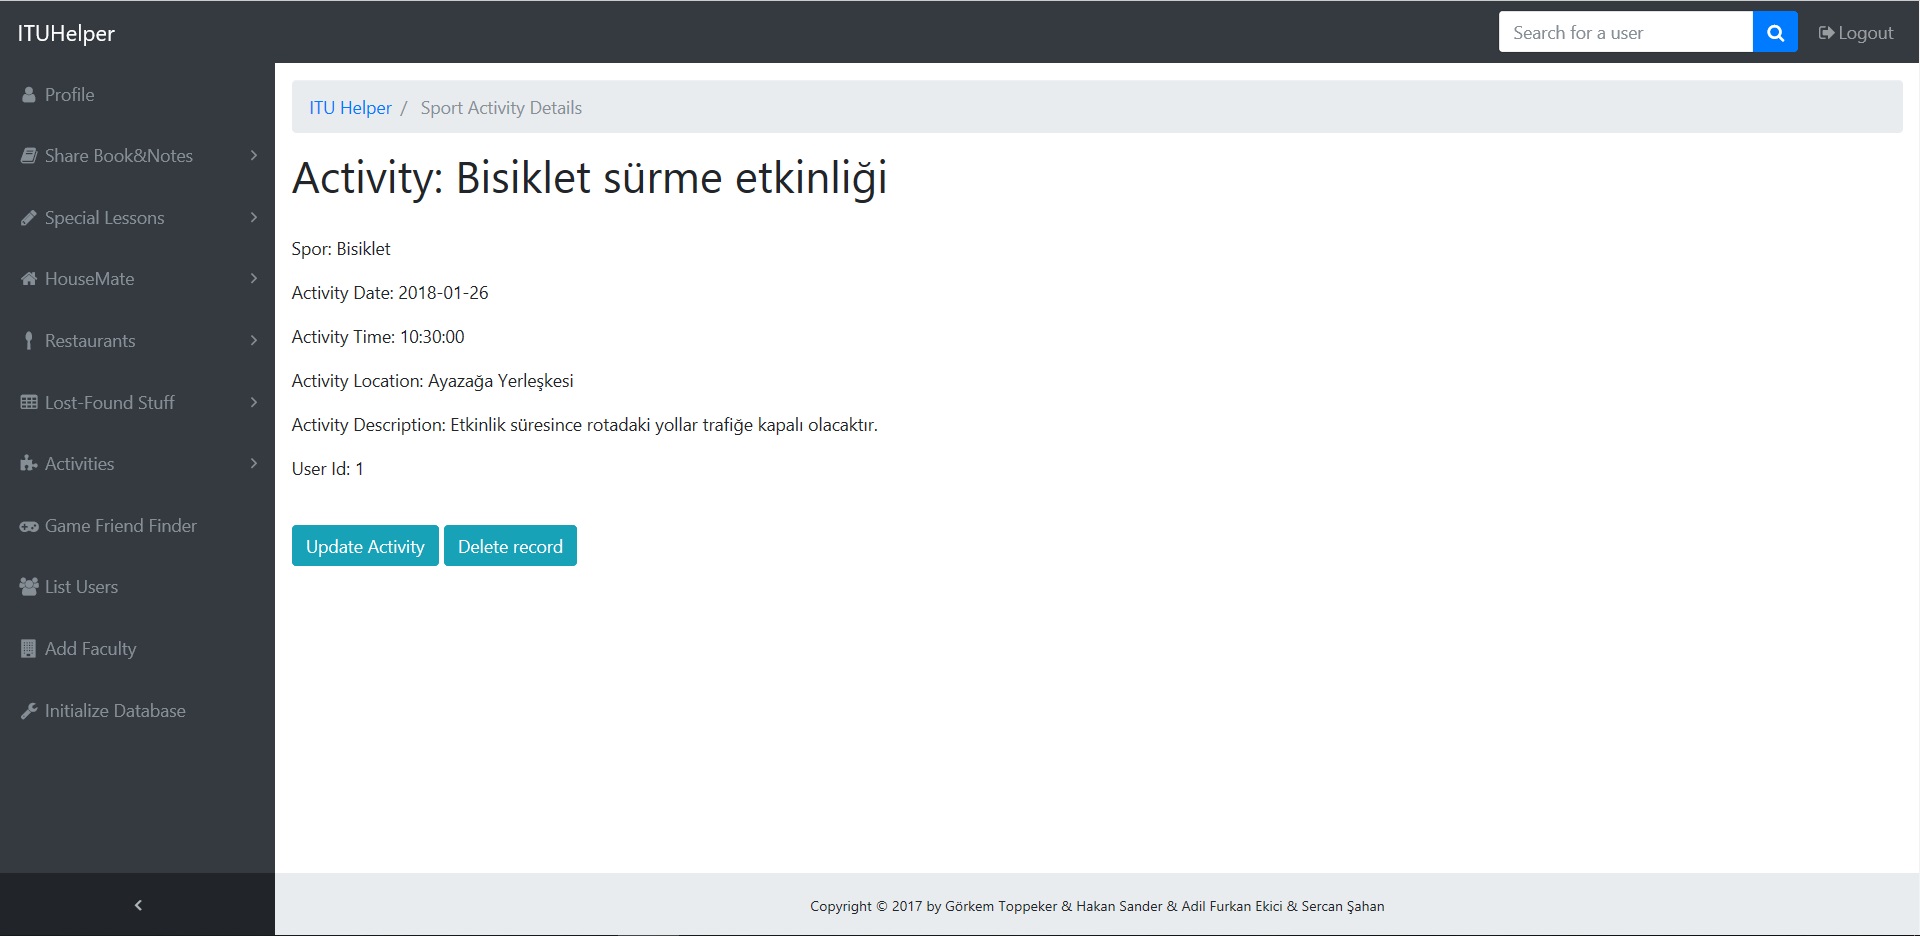 ITUHelper
Search for a user
Logout
Profile
Share Book&Notes
Special Lessons
HouseMate
Restaurants
Lost-Found Stuff
Activities
Game Friend Finder
List Users
Add Faculty
Initialize Database
ITU Helper / Sport Activity Details
Activity: Bisiklet sürme etkinliği
Spor: Bisiklet
Activity Date: 2018-01-26
Activity Time: 10:30:00
Activity Location: Ayazağa Yerleşkesi
Activity Description: Etkinlik süresince rotadaki yollar trafiğe kapalı olacaktır.
User Id: 1
Update Activity Delete record
Copyright © 2017 by Görkem Toppeker & Hakan Sander & Adil Furkan Ekici & Sercan Şahan